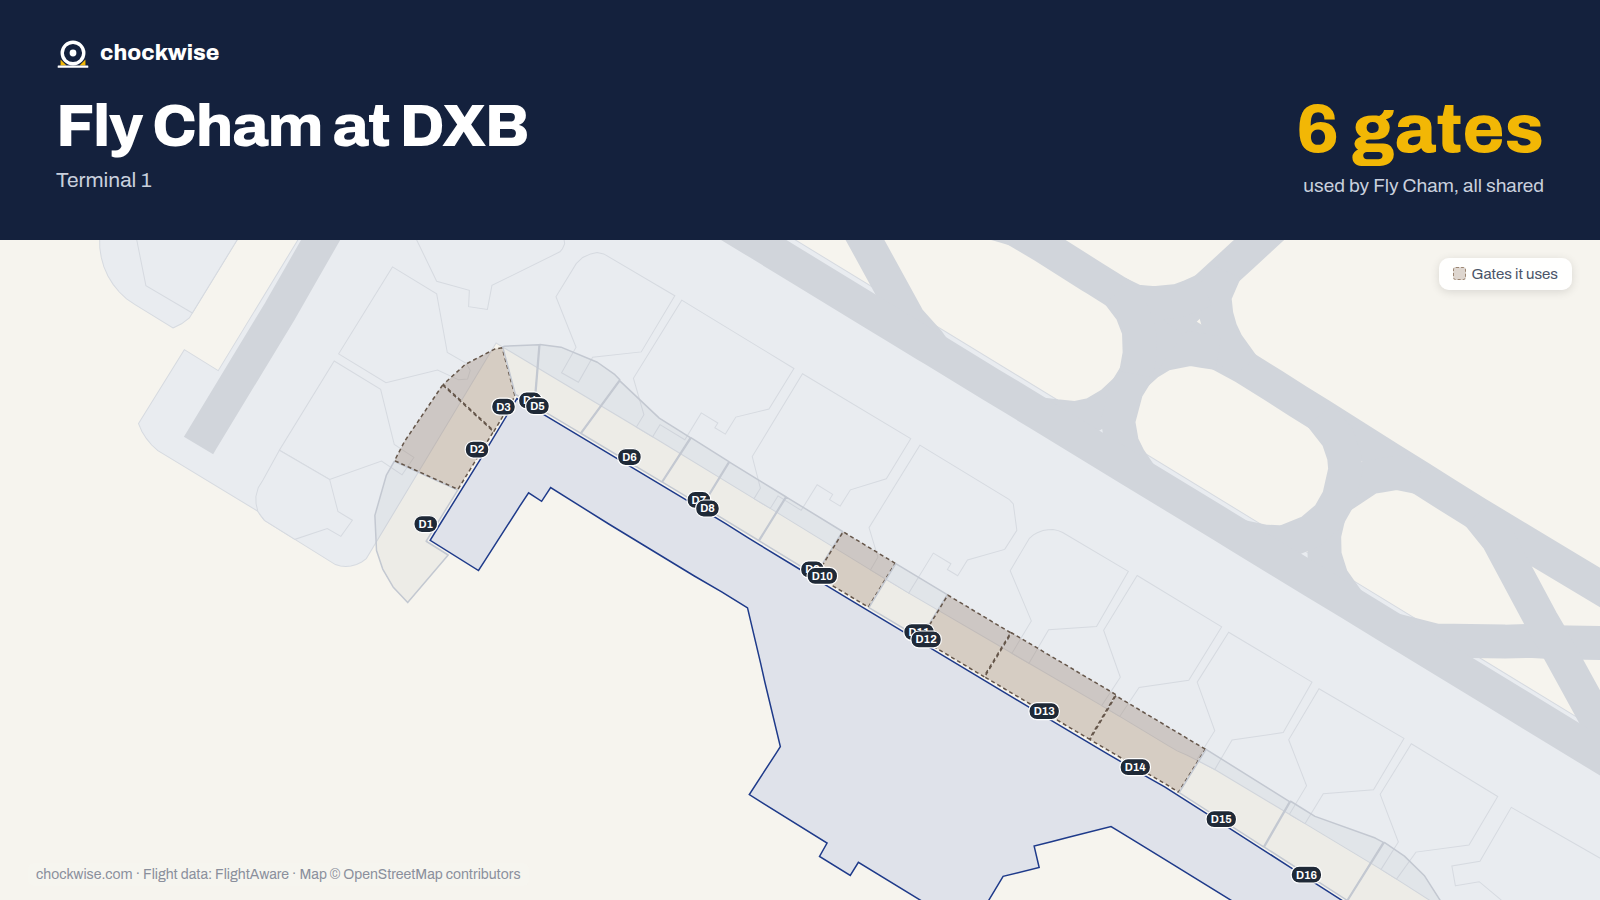 chockwise
Fly Cham at DXB
Terminal 1
6 gates
used by Fly Cham, all shared
Gates it uses
D3
D5
D2
D6
D1
D8
D10
D12
D13
D14
D15
D16
chockwise.com · Flight data: FlightAware · Map © OpenStreetMap contributors